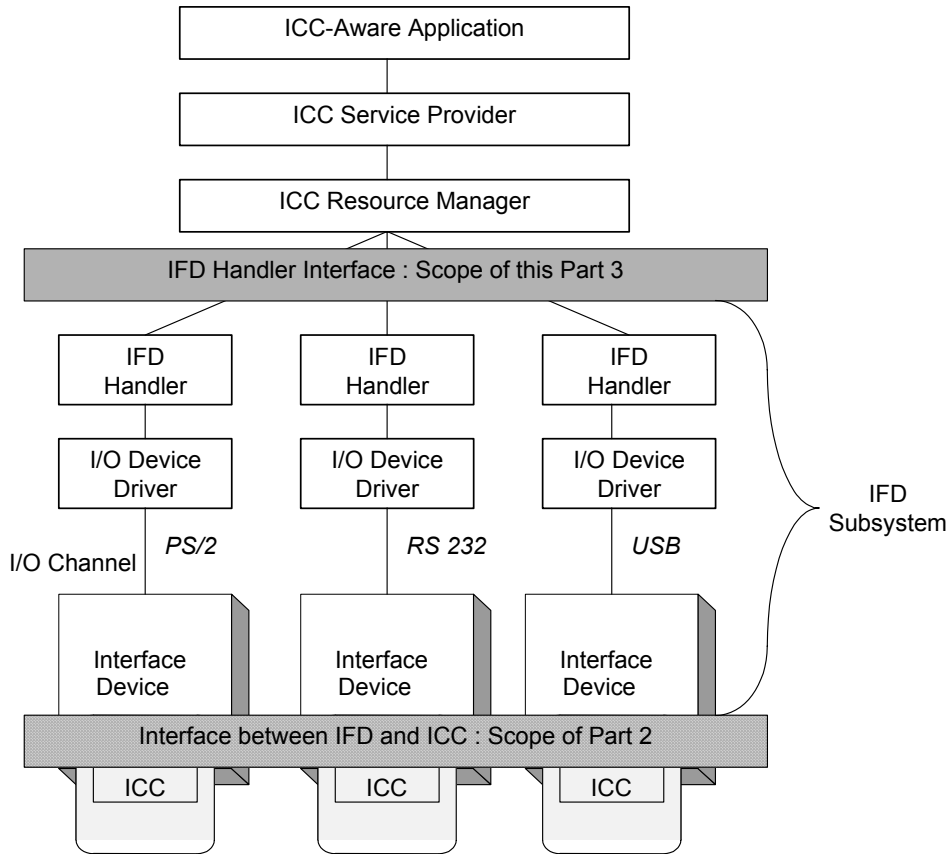 ICC-Aware Application
ICC Service Provider
ICC Resource Manager
IFD Handler Interface : Scope of this Part 3
IFD
Handler
IFD
Handler
IFD
Handler
I/O Device
Driver
I/O Device
Driver
I/O Device
Driver
IFD
Subsystem
I/O Channel
PS/2
RS 232
USB
Interface
Device
Interface
Device
Interface
Device
Interface between IFD and ICC : Scope of Part 2
ICC
ICC
ICC